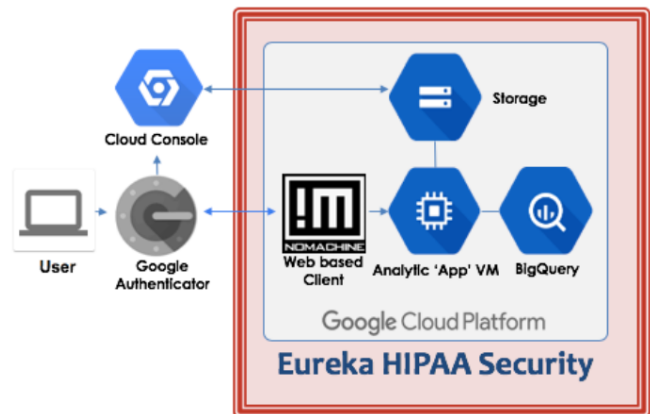 Cloud Console
Storage
User
Google
Authenticator
!m
NOMACHINE
Web based
Client
Analytic ‘App’ VM
BigQuery
Google Cloud Platform
Eureka HIPAA Security